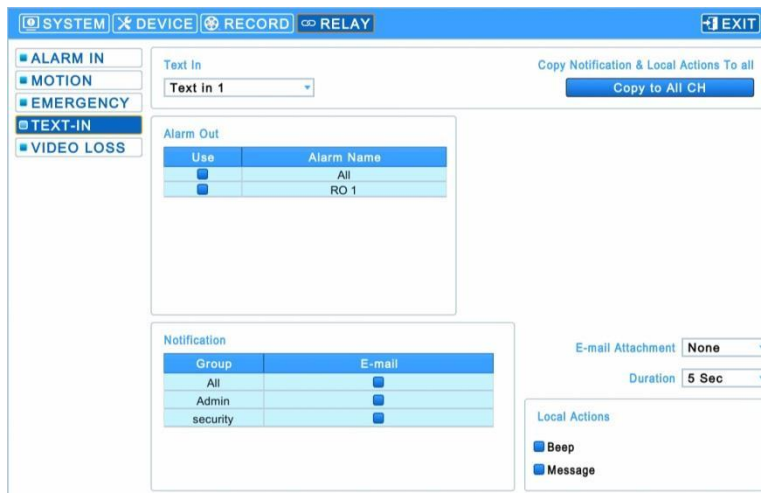 SYSTEM DEVICE RECORD RELAY EXIT
ALARM IN
MOTION
EMERGENCY
TEXT-IN
VIDEO LOSS
Text In
Text in 1
Copy Notification & Local Actions To all
Copy to All CH
Alarm Out
Use Alarm Name
All
RO 1
Notification
Group E-mail
All
Admin
security
E-mail Attachment None
Duration 5 Sec
Local Actions
Beep
Message